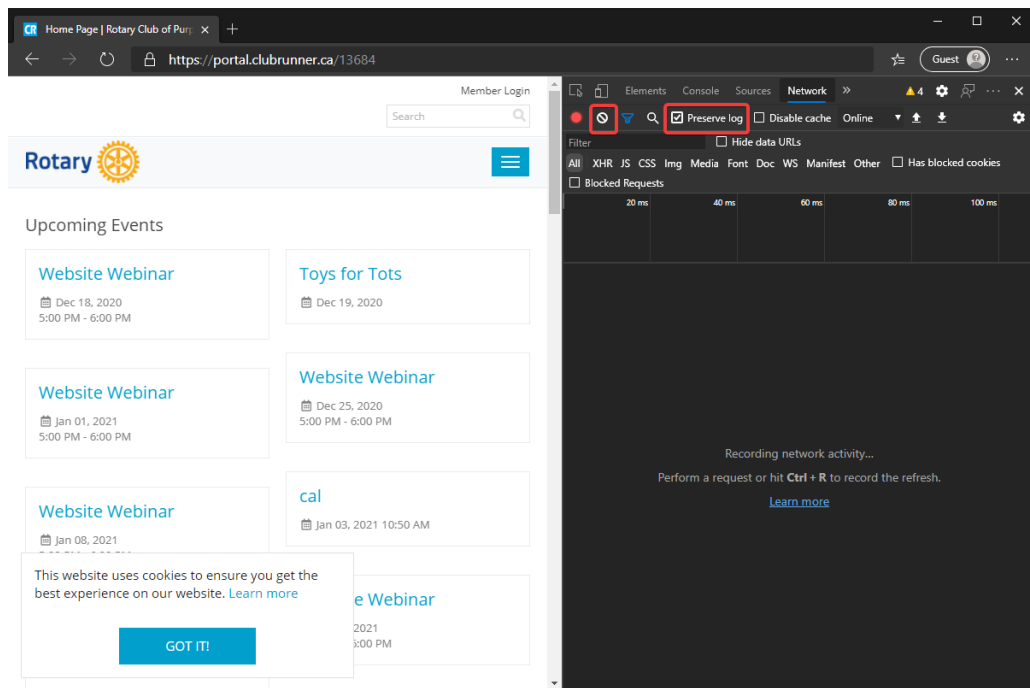 CR Home Page | Rotary Club of Purp
https://portal.clubrunner.ca/13684
Guest
Member Login
Search
Rotary
Upcoming Events
Website Webinar
Dec 18, 2020
5:00 PM - 6:00 PM
Toys for Tots
Dec 19, 2020
Website Webinar
Jan 01, 2021
5:00 PM - 6:00 PM
Website Webinar
Dec 25, 2020
5:00 PM - 6:00 PM
Website Webinar
Jan 08, 2021
cal
Jan 03, 2021 10:50 AM
e Webinar
2021
5:00 PM
This website uses cookies to ensure you get the
best experience on our website. Learn more
GOT IT!
Elements Console Sources Network » 4
Preserve log Disable cache Online
Filter Hide data URLs
All XHR JS CSS Img Media Font Doc WS Manifest Other Has blocked cookies
Blocked Requests
20 ms 40 ms 60 ms 80 ms 100 ms
Recording network activity...
Perform a request or hit Ctrl + R to record the refresh.
Learn more